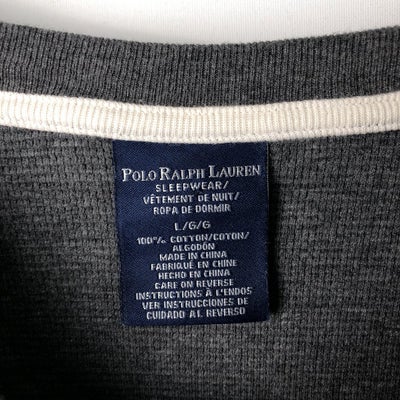 POLO RALPH LAUREN
SLEEPWEAR/
VÊTEMENT DE NUIT/
ROPA DE DORMIR
L/G/G
100% COTTON/COTON/
ALGODÓN
MADE IN CHINA
FABRIQUÉ EN CHINE
HECHO EN CHINA
CARE ON REVERSE
INSTRUCTIONS À L'ENDOS
VER INSTRUCCIONES DE
CUIDADO AL REVERSO